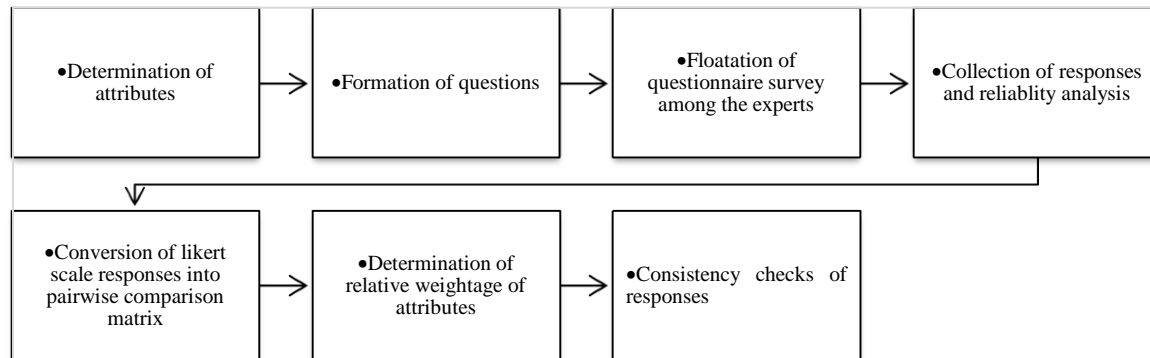 •Determination of
attributes
•Formation of questions
•Floatation of
questionnaire survey
among the experts
•Collection of responses
and reliablity analysis
•Conversion of likert
scale responses into
pairwise comparison
matrix
•Determination of
relative weightage of
attributes
•Consistency checks of
responses